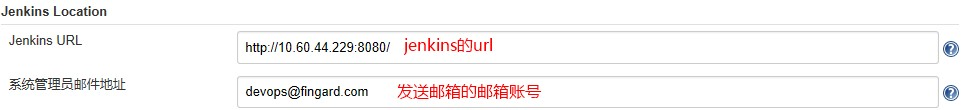 Jenkins Location
Jenkins URL http://10.60.44.229:8080/ jenkins的url
系统管理员邮件地址 devops@fingard.com 发送邮箱的邮箱账号